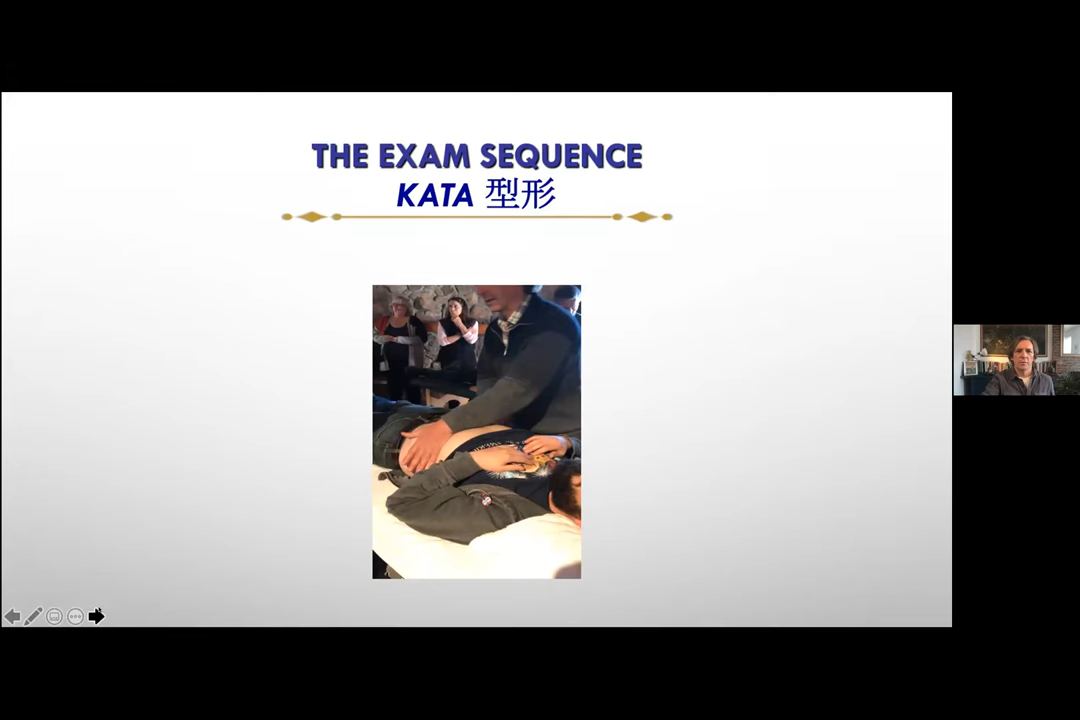 THE EXAM SEQUENCE
KATA 型形